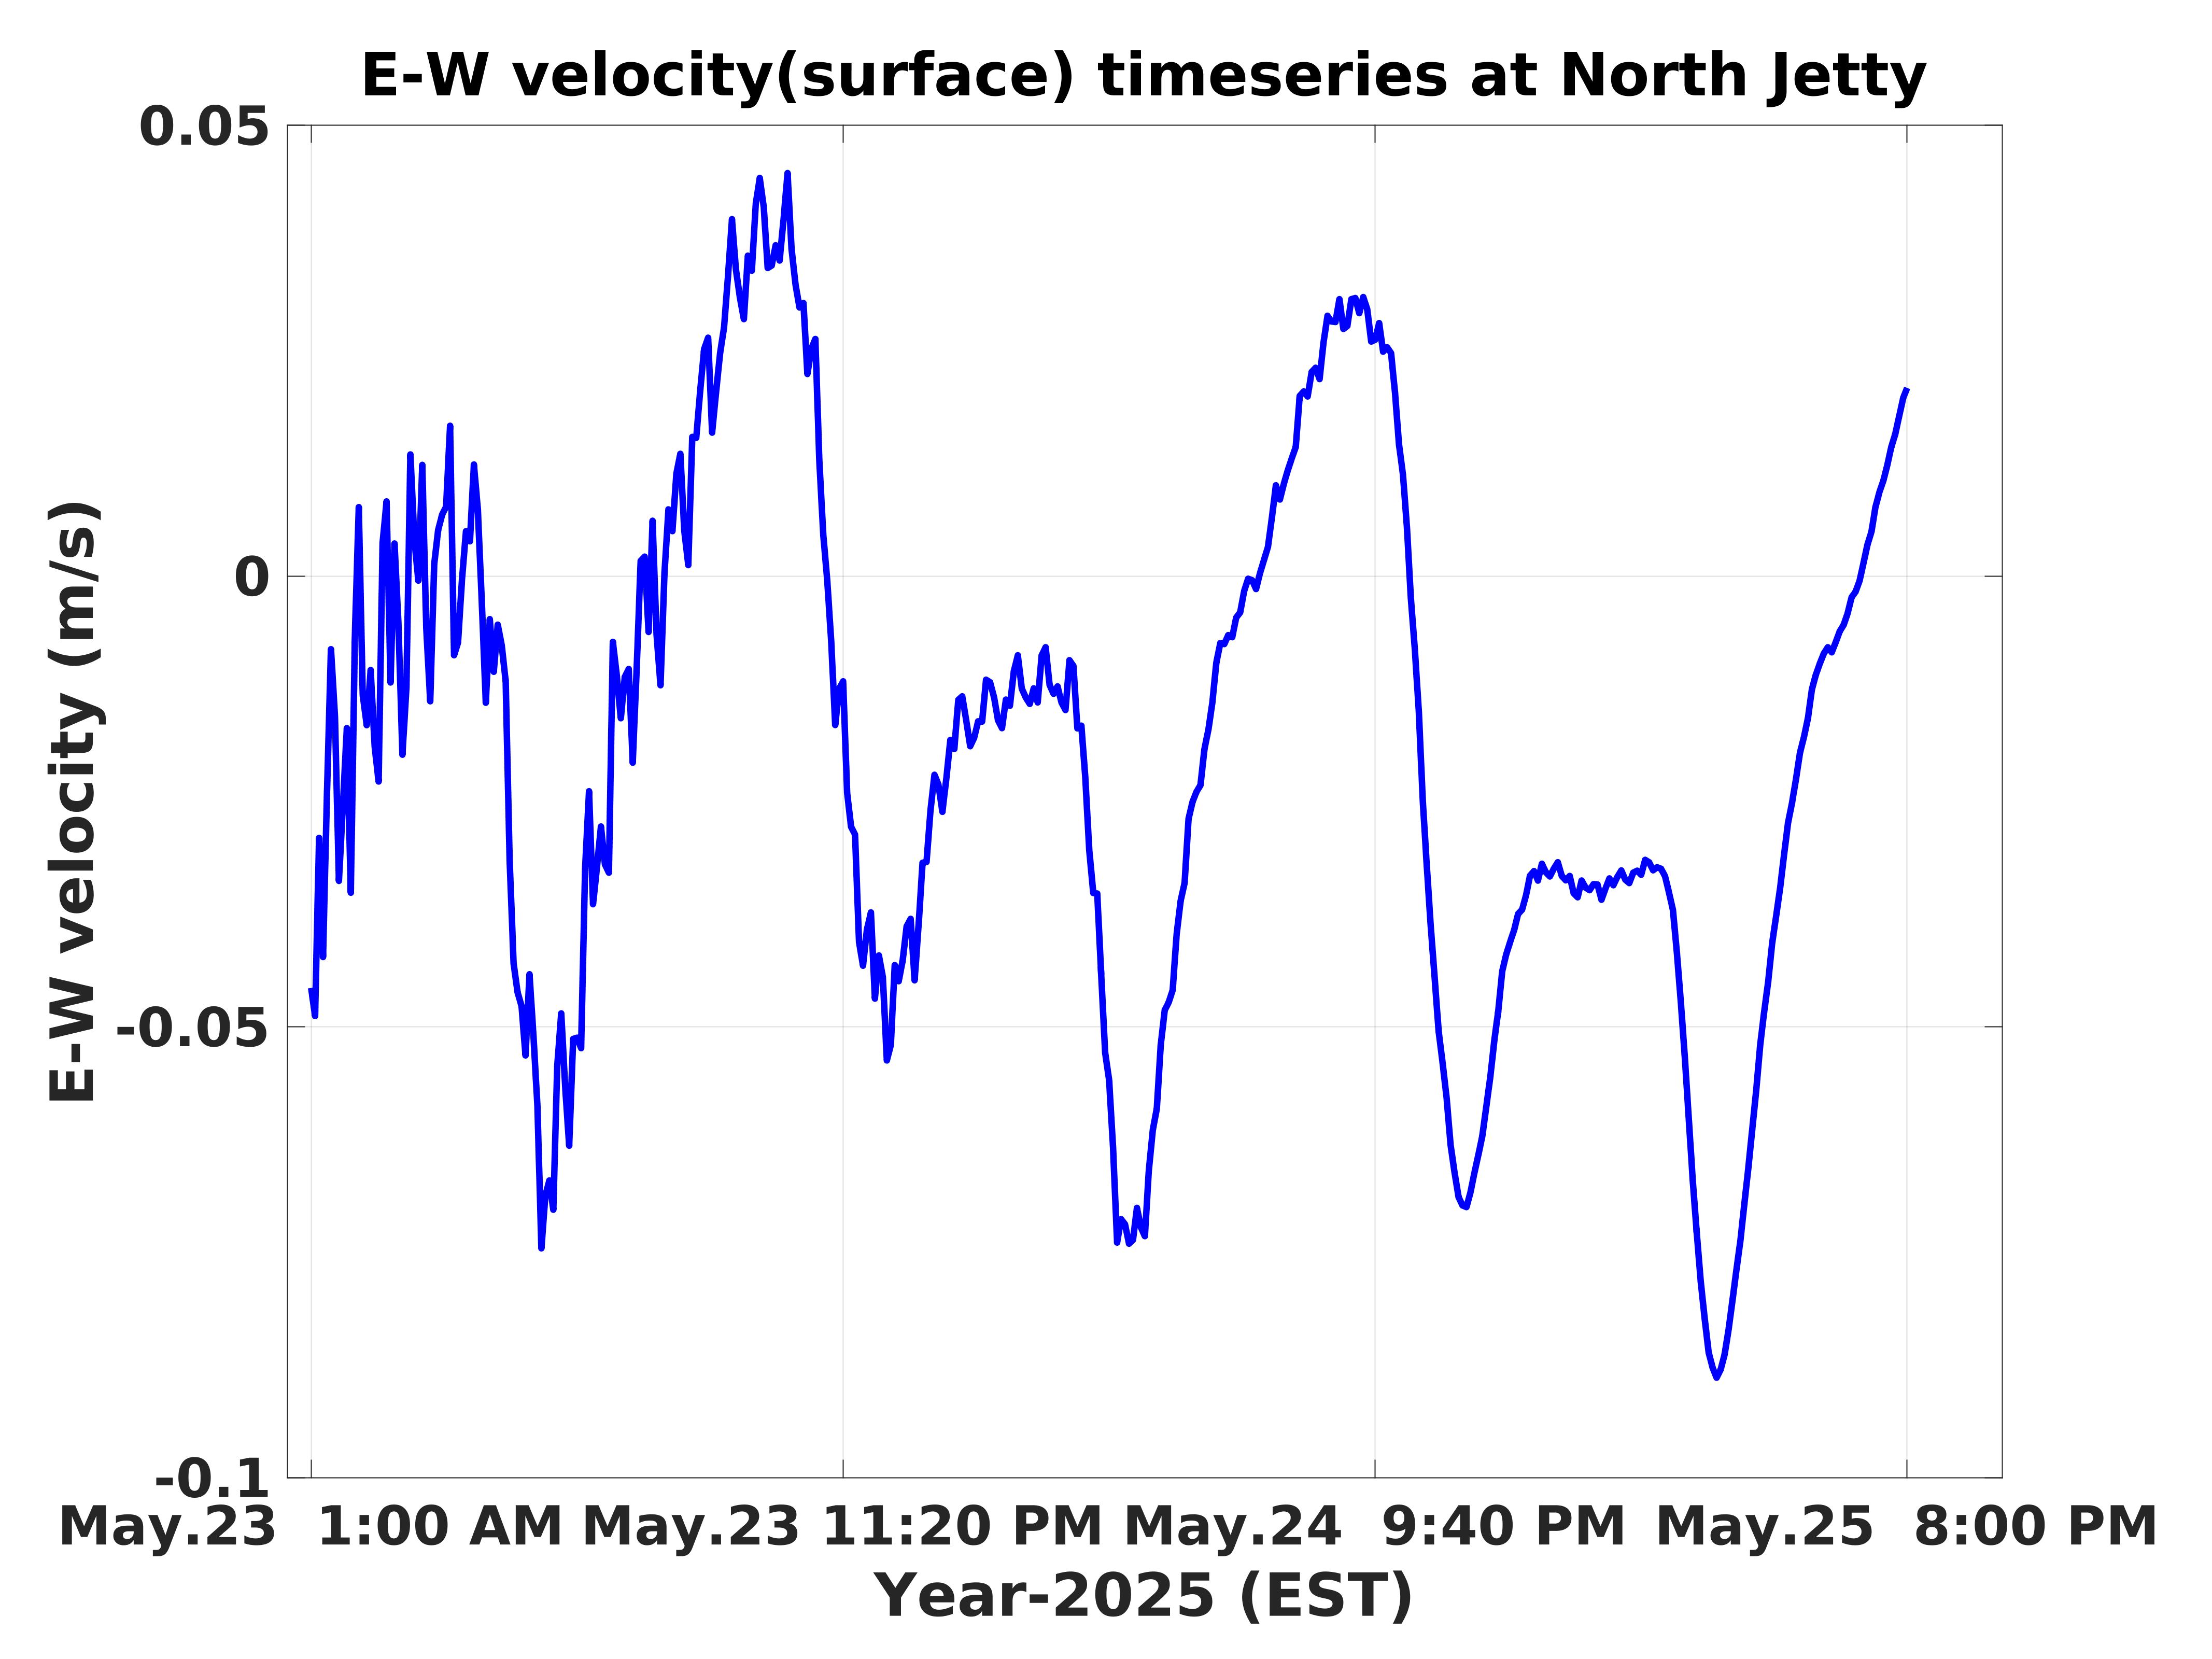 E-W velocity(surface) timeseries at North Jetty
E-W velocity (m/s)
0.05
0
-0.05
-0.1
May.23 1:00 AM May.23 11:20 PM May.24 9:40 PM May.25 8:00 PM
Year-2025 (EST)